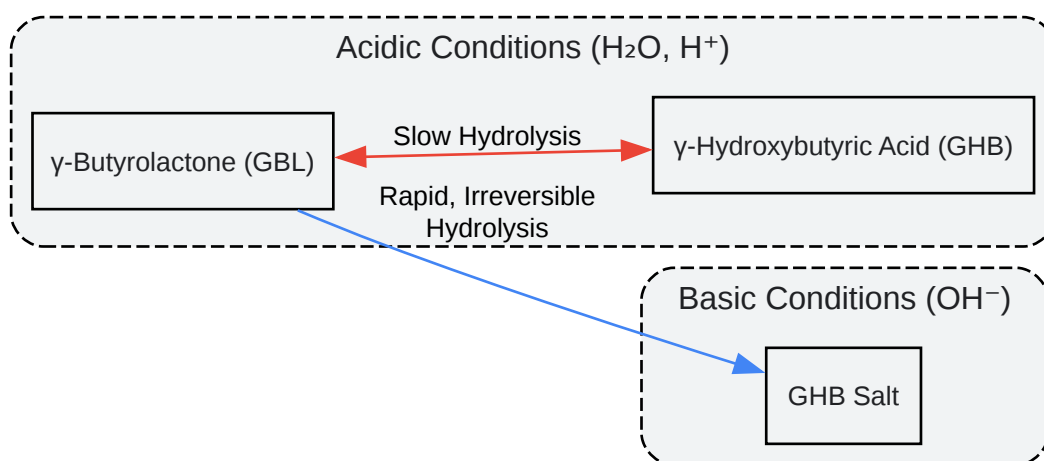 Acidic Conditions (H₂O, H⁺)
γ-Butyrolactone (GBL)
Slow Hydrolysis
γ-Hydroxybutyric Acid (GHB)
Rapid, Irreversible
Hydrolysis
Basic Conditions (OH⁻)
GHB Salt